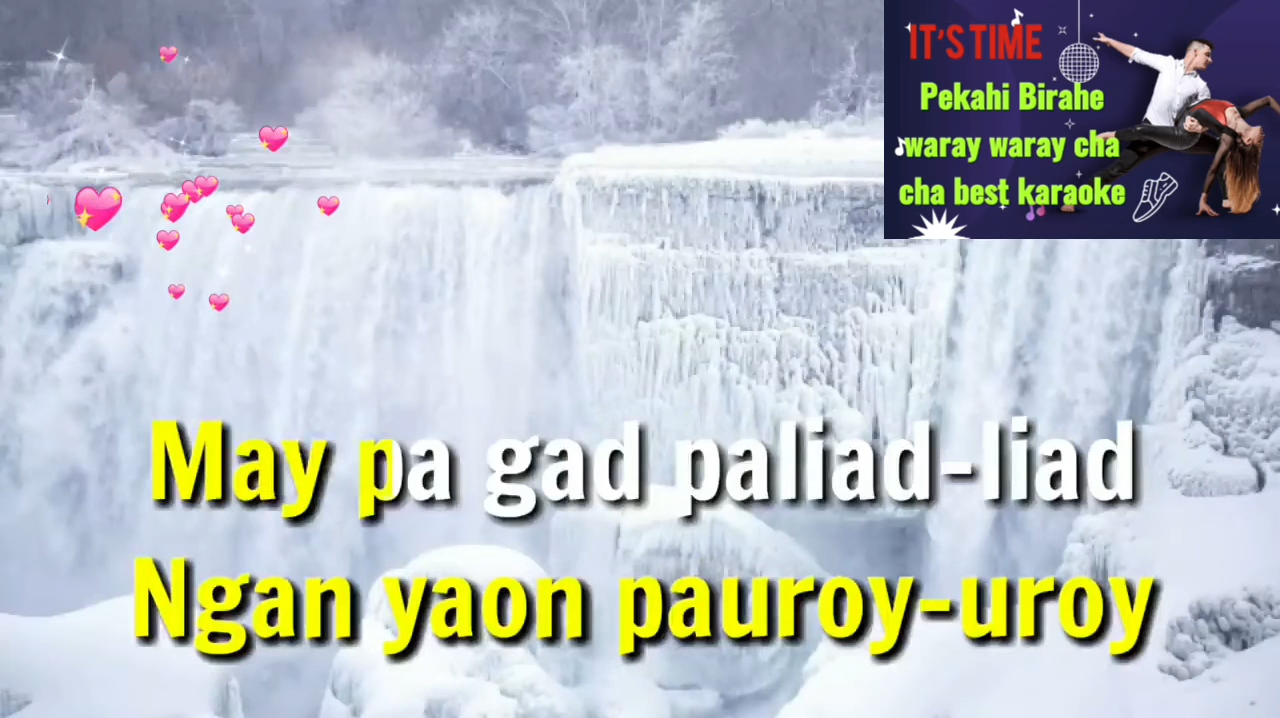 IT'S TIME
Pekahi Birahe
waray waray cha
cha best karaoke
May pa gad paliad-liad
Ngan yaon pauroy-uroy